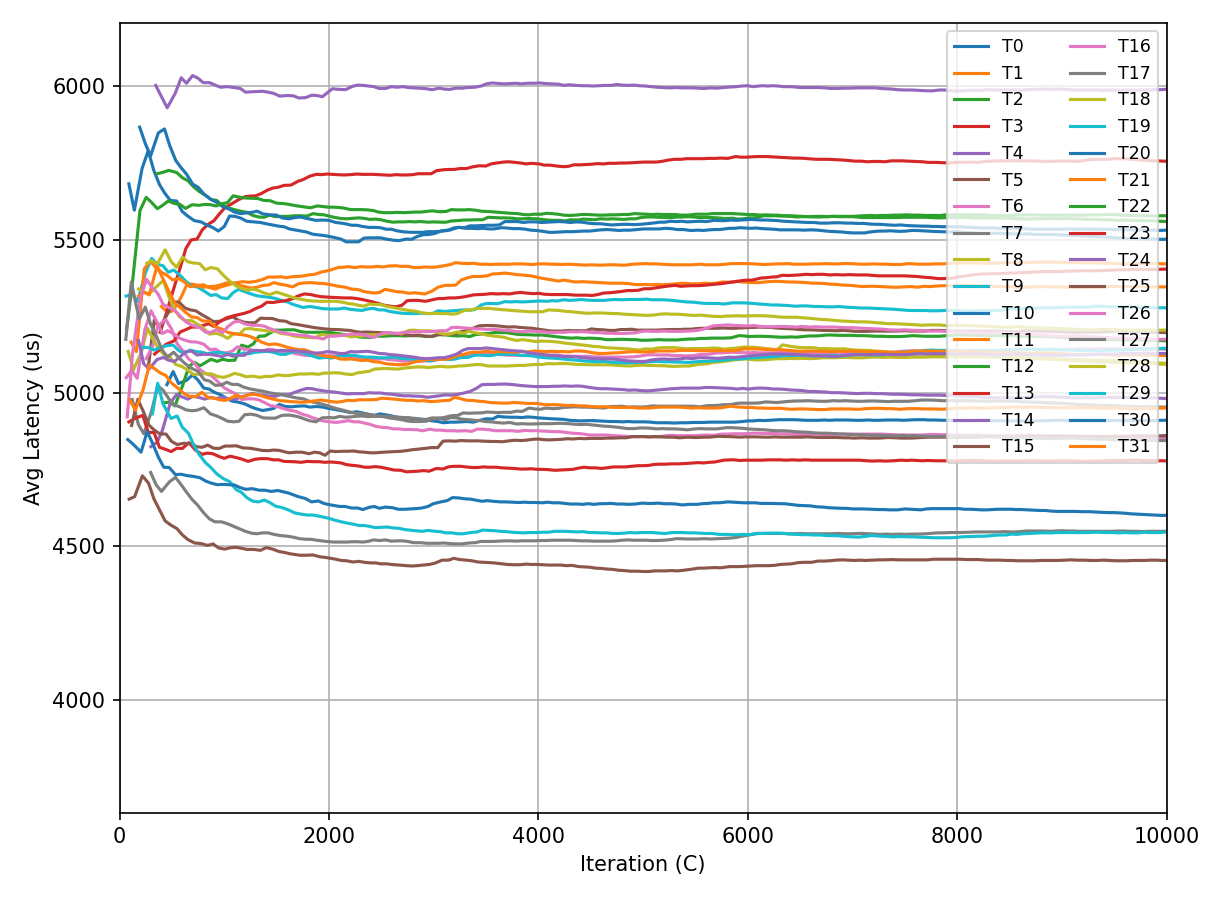 6000
5500
5000
4500
4000
Avg Latency (us)
0 2000 4000 6000 8000 10000
Iteration (C)
T0 T16
T1 T17
T2 T18
T3 T19
T4 T20
T5 T21
T6 T22
T7 T23
T8 T24
T9 T25
T10 T26
T11 T27
T12 T28
T13 T29
T14 T30
T15 T31